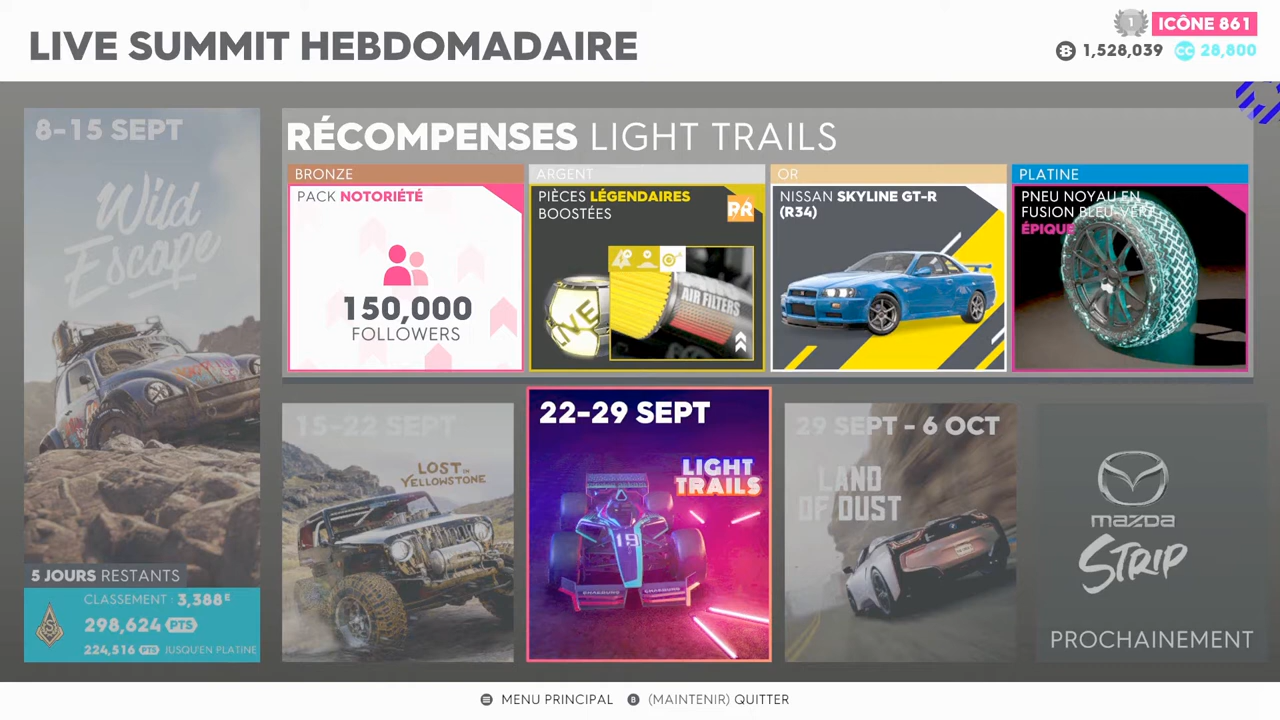 LIVE SUMMIT HEBDOMADAIRE
1
ICÔNE 861
1,528,039
CC 28,800
8-15 SEPT
Wild
Escape
5 JOURS RESTANTS
CLASSEMENT : 3,388E
298,624 PTS
224,516 PTS JUSQU'EN PLATINE
RÉCOMPENSES LIGHT TRAILS
BRONZE
PACK NOTORIÉTÉ
150,000
FOLLOWERS
ARGENT
PIÈCES LÉGENDAIRES
BOOSTÉES
PR
LIVE
AIR FILTERS
OR
NISSAN SKYLINE GT-R
(R34)
PLATINE
PNEU NOYAU EN
FUSION BLEU-VERT
ÉPIQUE
15-22 SEPT
LOST IN
YELLOWSTONE
22-29 SEPT
LIGHT
TRAILS
19
29 SEPT - 6 OCT
LAND
OF DUST
mazda
STRIP
PROCHAINEMENT
MENU PRINCIPAL
B (MAINTENIR) QUITTER